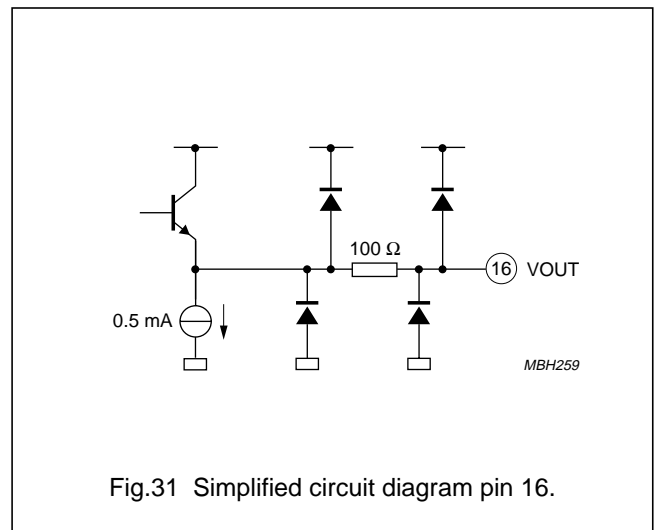 100 Ω
16 VOUT
0.5 mA
MBH259
Fig.31 Simplified circuit diagram pin 16.